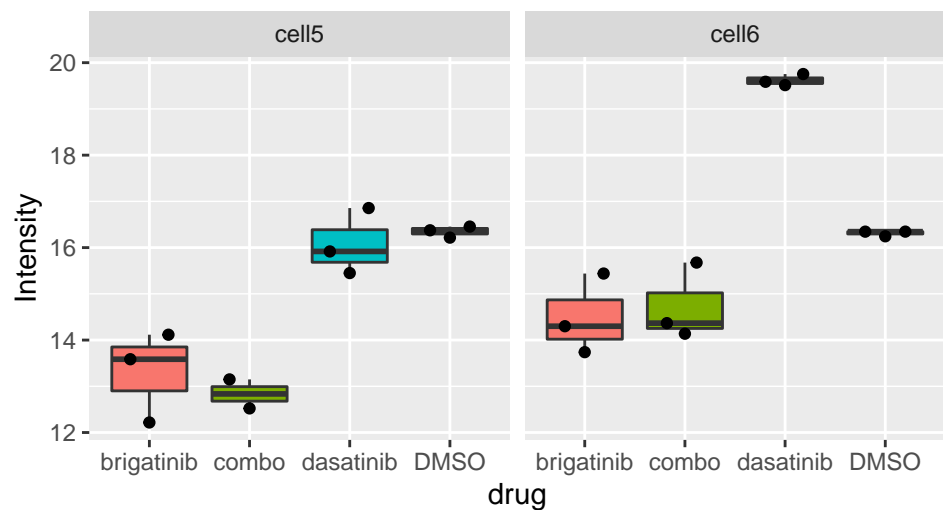 cell5 cell6
20
18
16
14
12
Intensity
brigatinib combo dasatinib DMSO brigatinib combo dasatinib DMSO
drug